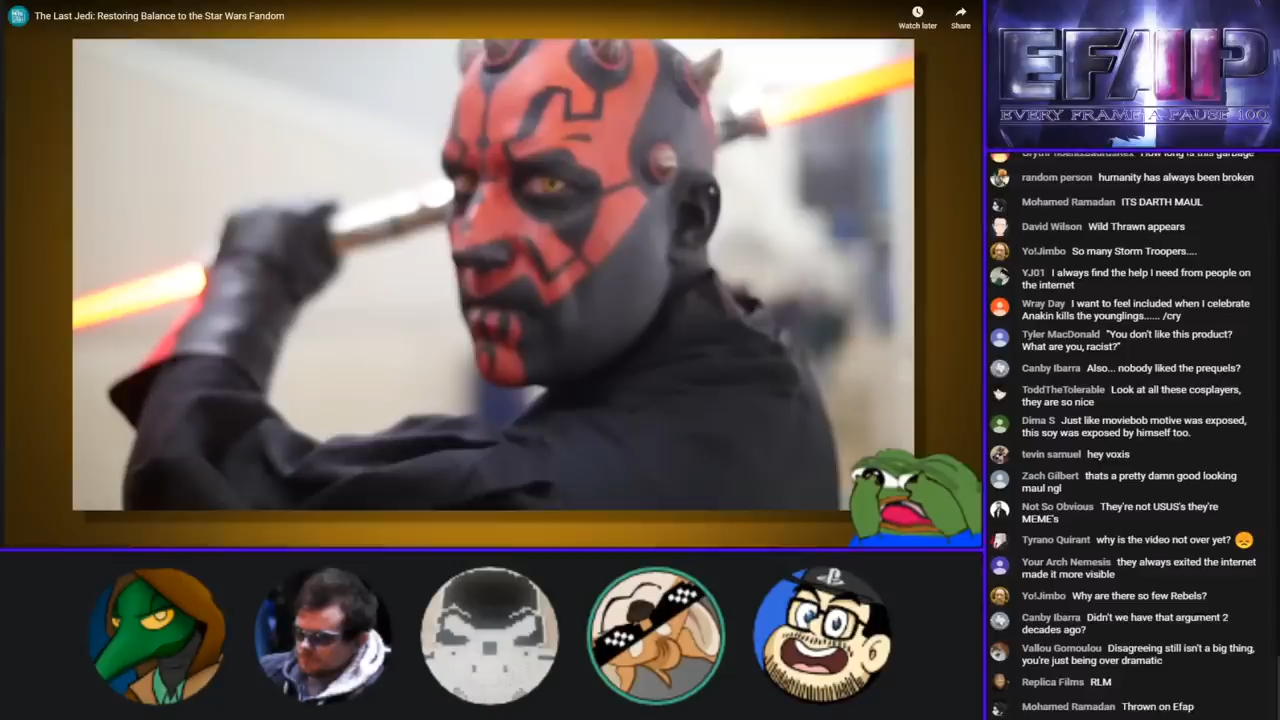 The Last Jedi: Restoring Balance to the Star Wars Fandom
Watch later
Share
EFAP
EVERY FRAME A PAUSE 100
How long is this garbage
random person humanity has always been broken
Mohamed Ramadan ITS DARTH MAUL
David Wilson Wild Thrawn appears
Yo!Jimbo So many Storm Troopers....
YJ01 I always find the help I need from people on
the internet
Wray Day I want to feel included when I celebrate
Anakin kills the younglings...... /cry
Tyler MacDonald "You don't like this product?
What are you, racist?"
Canby Ibarra Also... nobody liked the prequels?
ToddTheTolerable Look at all these cosplayers,
they are so nice
Dima S Just like moviebob motive was exposed,
this soy was exposed by himself too.
tevin samuel hey voxis
Zach Gilbert thats a pretty damn good looking
maul ngl
Not So Obvious They're not USUS's they're
MEME's
Tyrano Quirant why is the video not over yet? 😞
Your Arch Nemesis they always exited the internet
made it more visible
Yo!Jimbo Why are there so few Rebels?
Canby Ibarra Didn't we have that argument 2
decades ago?
Vallou Gomoulou Disagreeing still isn't a big thing,
you're just being over dramatic
Replica Films RLM
Mohamed Ramadan Thrown on Efap